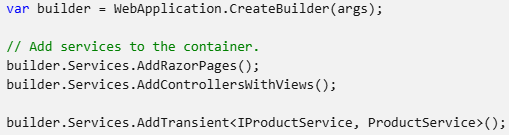 var builder = WebApplication.CreateBuilder(args);
// Add services to the container.
builder.Services.AddRazorPages();
builder.Services.AddControllersWithViews();
builder.Services.AddTransient<IProductService, ProductService>();